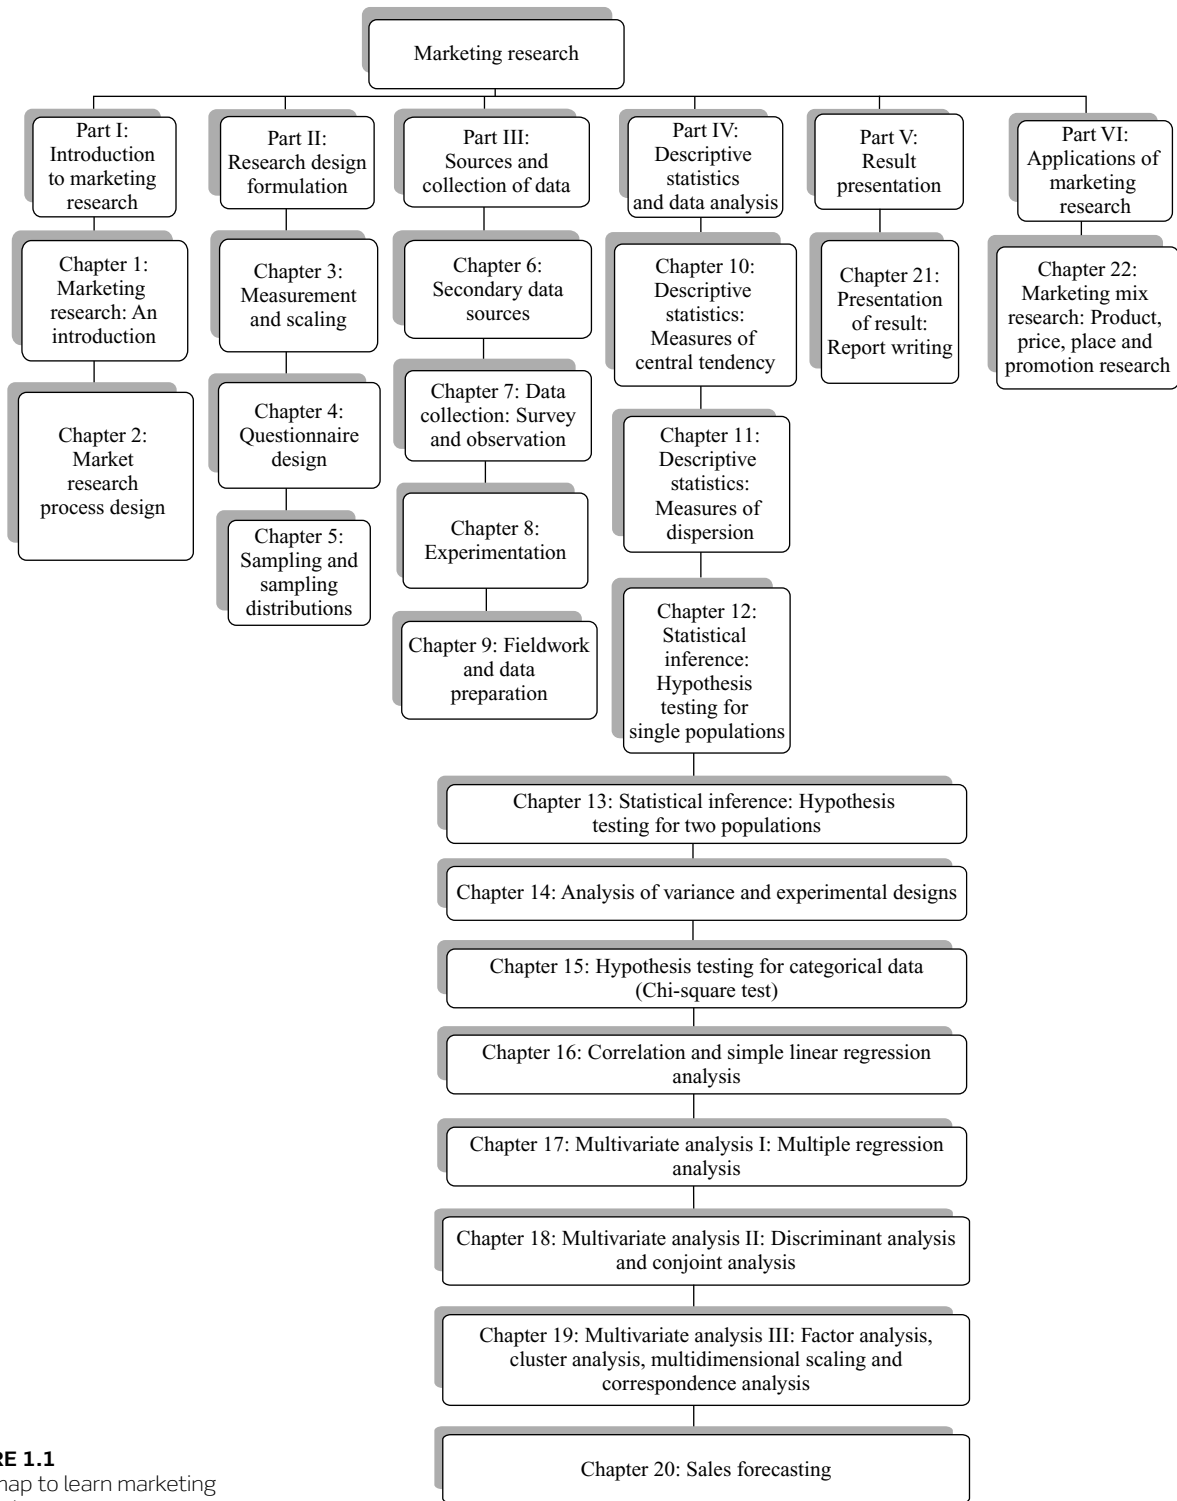 Marketing research
Part I:
Introduction
to marketing
research
Chapter 1:
Marketing
research: An
introduction
Chapter 2:
Market
research
process design
Part II:
Research design
formulation
Chapter 3:
Measurement
and scaling
Chapter 4:
Questionnaire
design
Chapter 5:
Sampling and
sampling
distributions
Part III:
Sources and
collection of data
Chapter 6:
Secondary data
sources
Chapter 7: Data
collection: Survey
and observation
Chapter 8:
Experimentation
Chapter 9: Fieldwork
and data
preparation
Part IV:
Descriptive
statistics
and data analysis
Chapter 10:
Descriptive
statistics:
Measures of
central tendency
Chapter 11:
Descriptive
statistics:
Measures of
dispersion
Chapter 12:
Statistical
inference:
Hypothesis
testing for
single populations
Chapter 13: Statistical inference: Hypothesis
testing for two populations
Chapter 14: Analysis of variance and experimental designs
Chapter 15: Hypothesis testing for categorical data
(Chi-square test)
Chapter 16: Correlation and simple linear regression
analysis
Chapter 17: Multivariate analysis I: Multiple regression
analysis
Chapter 18: Multivariate analysis II: Discriminant analysis
and conjoint analysis
Chapter 19: Multivariate analysis III: Factor analysis,
cluster analysis, multidimensional scaling and
correspondence analysis
Chapter 20: Sales forecasting
Part V:
Result
presentation
Chapter 21:
Presentation
of result:
Report writing
Part VI:
Applications of
marketing
research
Chapter 22:
Marketing mix
research: Product,
price, place and
promotion research
RE 1.1
map to learn marketing